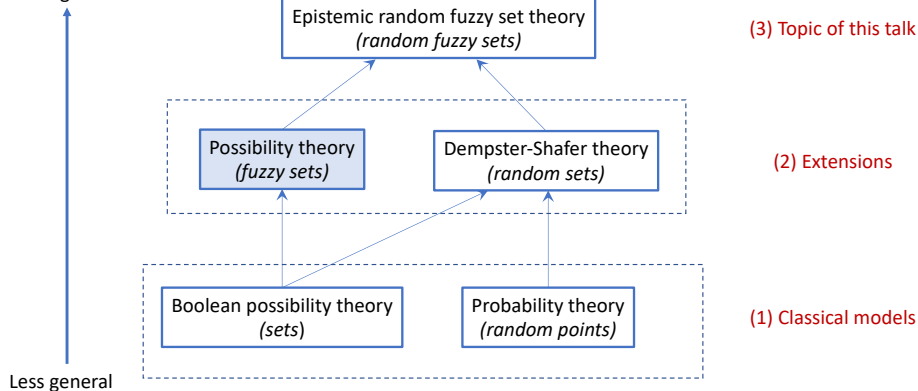 Epistemic random fuzzy set theory
(random fuzzy sets)
(3) Topic of this talk
Possibility theory
(fuzzy sets)
Dempster-Shafer theory
(random sets)
(2) Extensions
Boolean possibility theory
(sets)
Probability theory
(random points)
(1) Classical models
Less general